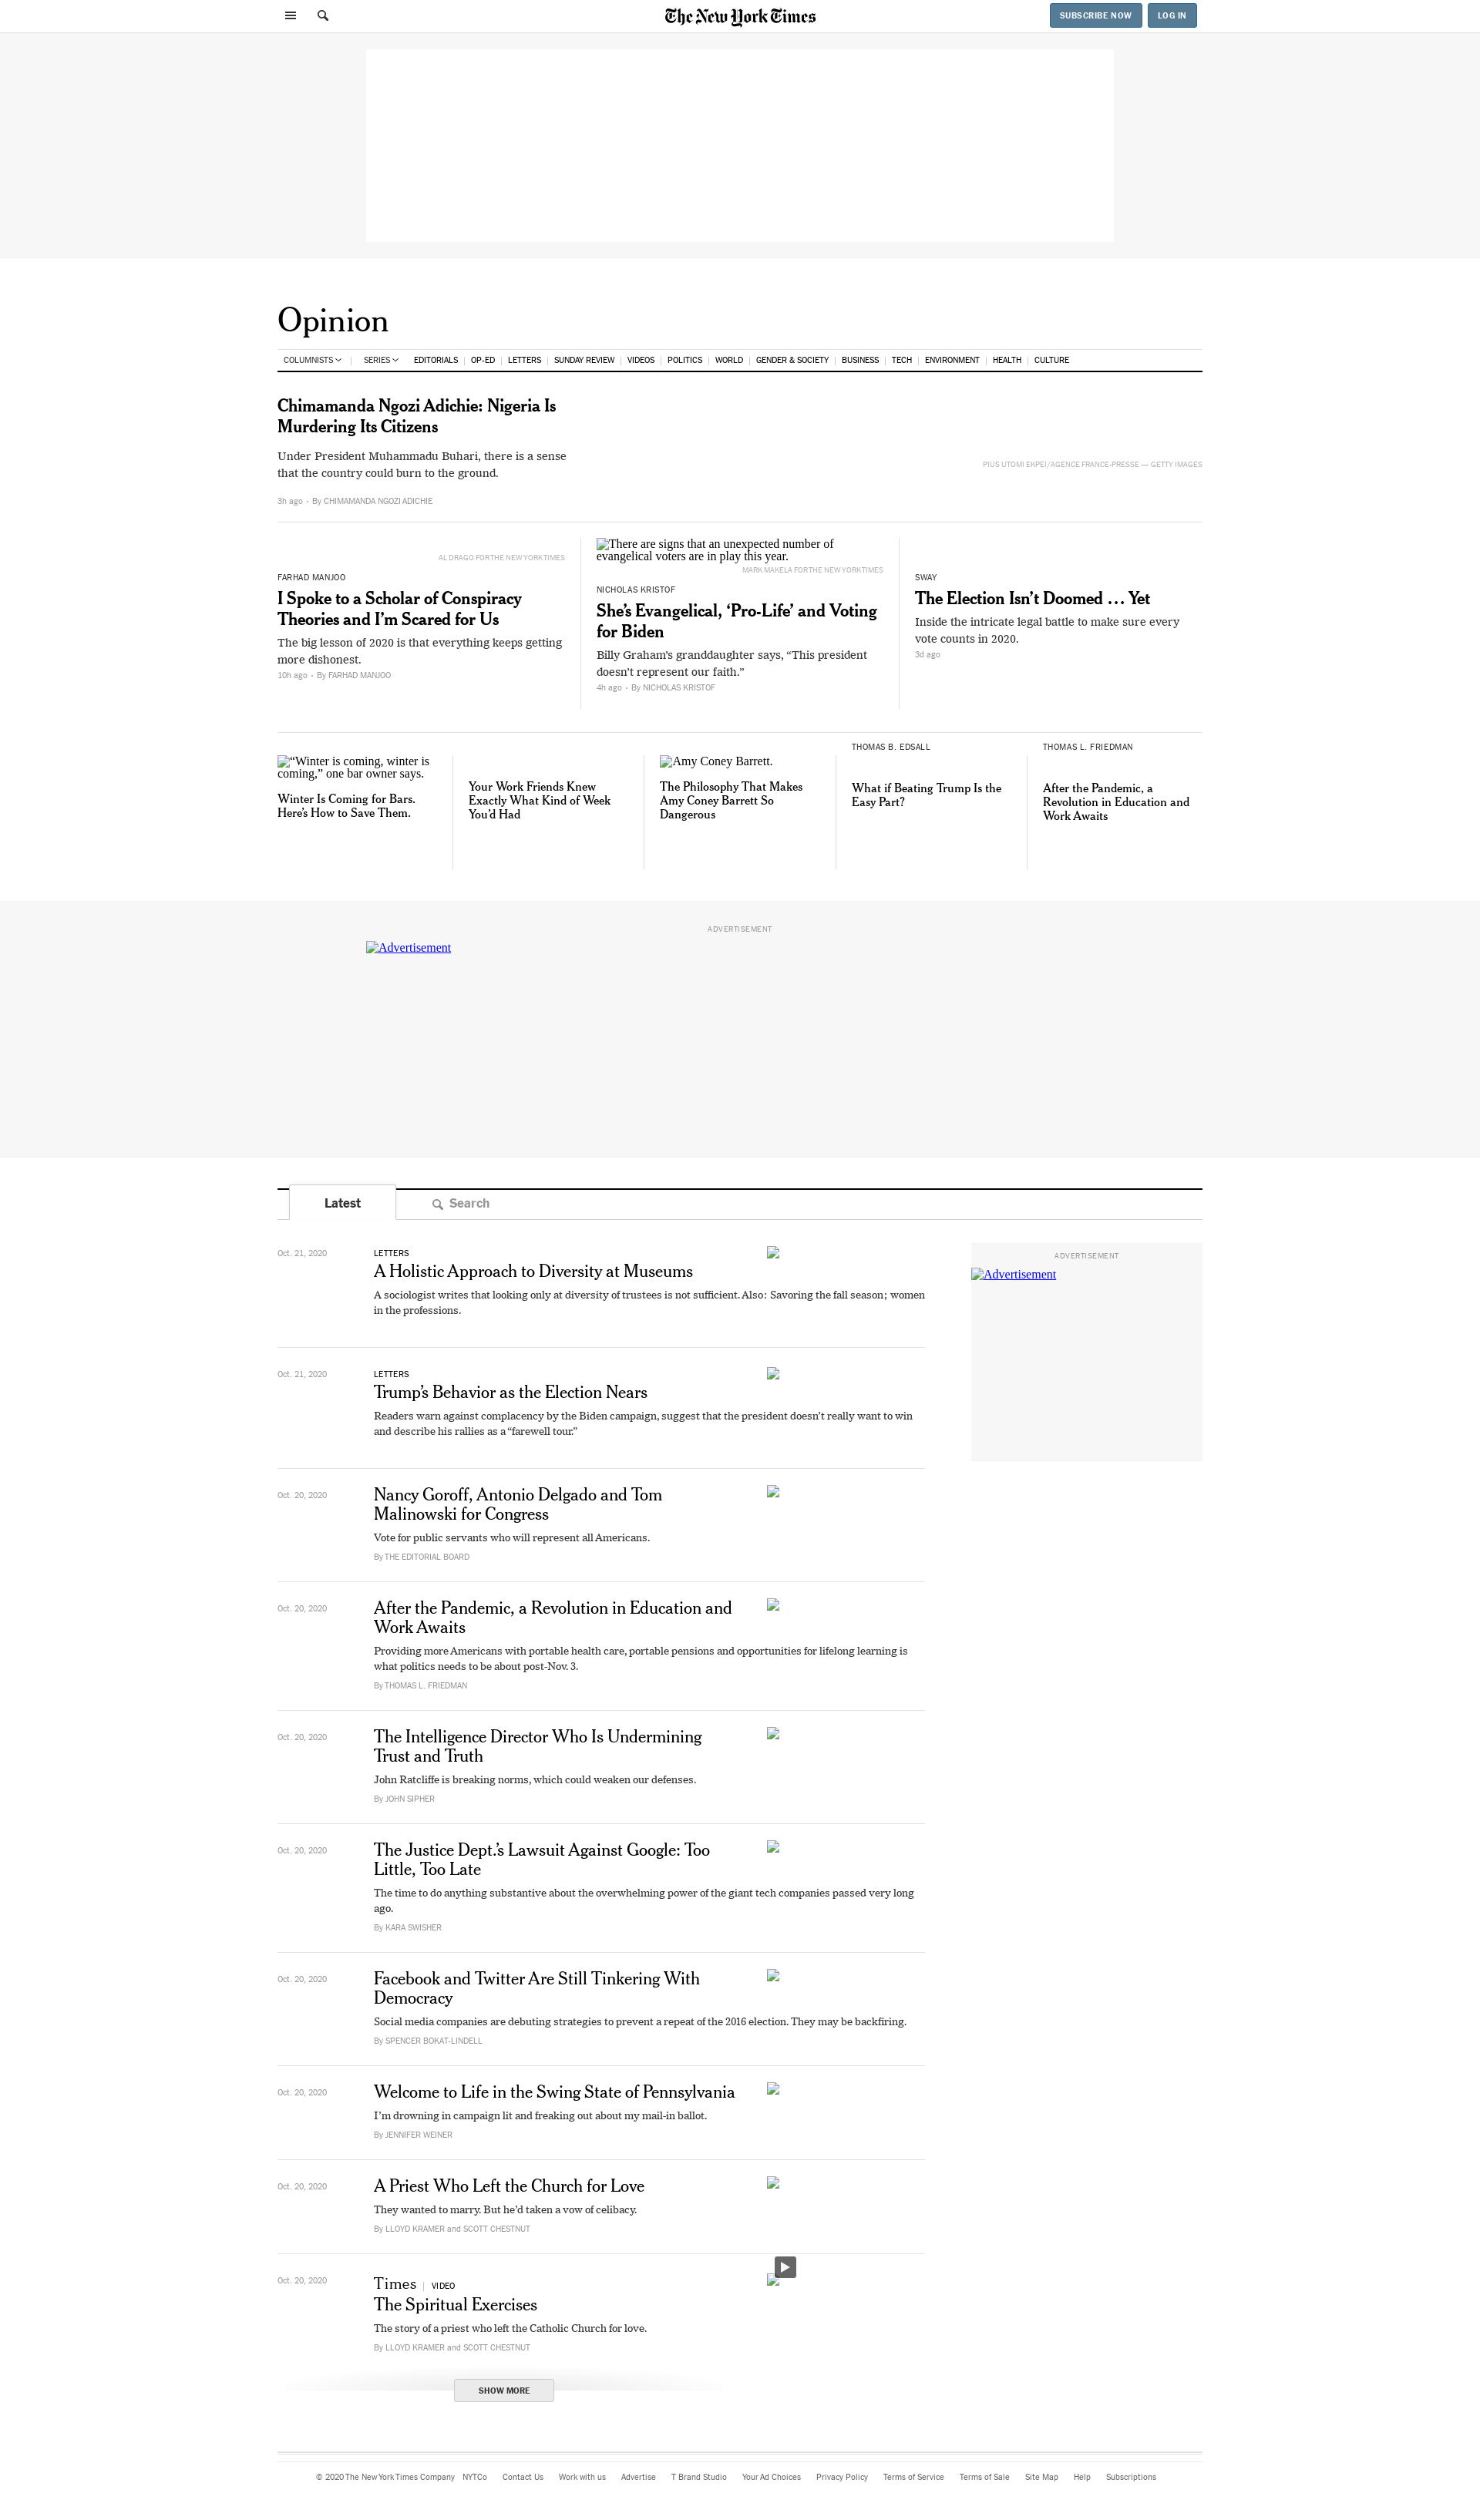 The New York Times
SUBSCRIBE NOW
LOG IN
Opinion
COLUMNISTS
SERIES
EDITORIALS
OP-ED
LETTERS
SUNDAY REVIEW
VIDEOS
POLITICS
WORLD
GENDER & SOCIETY
BUSINESS
TECH
ENVIRONMENT
HEALTH
CULTURE
Chimamanda Ngozi Adichie: Nigeria Is
Murdering Its Citizens
Under President Muhammadu Buhari, there is a sense
that the country could burn to the ground.
3h ago • By CHIMAMANDA NGOZI ADICHIE
PIUS UTOMI EKPEI/AGENCE FRANCE-PRESSE — GETTY IMAGES
AL DRAGO FOR THE NEW YORK TIMES
FARHAD MANJOO
I Spoke to a Scholar of Conspiracy
Theories and I’m Scared for Us
The big lesson of 2020 is that everything keeps getting
more dishonest.
10h ago • By FARHAD MANJOO
There are signs that an unexpected number of
evangelical voters are in play this year.
MARK MAKELA FOR THE NEW YORK TIMES
NICHOLAS KRISTOF
She’s Evangelical, ‘Pro-Life’ and Voting
for Biden
Billy Graham’s granddaughter says, “This president
doesn’t represent our faith.”
4h ago • By NICHOLAS KRISTOF
SWAY
The Election Isn’t Doomed … Yet
Inside the intricate legal battle to make sure every
vote counts in 2020.
3d ago
“Winter is coming, winter is
coming,” one bar owner says.
Winter Is Coming for Bars.
Here’s How to Save Them.
Your Work Friends Knew
Exactly What Kind of Week
You’d Had
Amy Coney Barrett.
The Philosophy That Makes
Amy Coney Barrett So
Dangerous
THOMAS B. EDSALL
What if Beating Trump Is the
Easy Part?
THOMAS L. FRIEDMAN
After the Pandemic, a
Revolution in Education and
Work Awaits
ADVERTISEMENT
Advertisement
Latest
Search
Oct. 21, 2020
LETTERS
A Holistic Approach to Diversity at Museums
A sociologist writes that looking only at diversity of trustees is not sufficient. Also: Savoring the fall season; women
in the professions.
ADVERTISEMENT
Advertisement
Oct. 21, 2020
LETTERS
Trump’s Behavior as the Election Nears
Readers warn against complacency by the Biden campaign, suggest that the president doesn’t really want to win
and describe his rallies as a “farewell tour.”
Oct. 20, 2020
Nancy Goroff, Antonio Delgado and Tom
Malinowski for Congress
Vote for public servants who will represent all Americans.
By THE EDITORIAL BOARD
Oct. 20, 2020
After the Pandemic, a Revolution in Education and
Work Awaits
Providing more Americans with portable health care, portable pensions and opportunities for lifelong learning is
what politics needs to be about post-Nov. 3.
By THOMAS L. FRIEDMAN
Oct. 20, 2020
The Intelligence Director Who Is Undermining
Trust and Truth
John Ratcliffe is breaking norms, which could weaken our defenses.
By JOHN SIPHER
Oct. 20, 2020
The Justice Dept.’s Lawsuit Against Google: Too
Little, Too Late
The time to do anything substantive about the overwhelming power of the giant tech companies passed very long
ago.
By KARA SWISHER
Oct. 20, 2020
Facebook and Twitter Are Still Tinkering With
Democracy
Social media companies are debuting strategies to prevent a repeat of the 2016 election. They may be backfiring.
By SPENCER BOKAT-LINDELL
Oct. 20, 2020
Welcome to Life in the Swing State of Pennsylvania
I’m drowning in campaign lit and freaking out about my mail-in ballot.
By JENNIFER WEINER
Oct. 20, 2020
A Priest Who Left the Church for Love
They wanted to marry. But he’d taken a vow of celibacy.
By LLOYD KRAMER and SCOTT CHESTNUT
Oct. 20, 2020
Times | VIDEO
The Spiritual Exercises
The story of a priest who left the Catholic Church for love.
By LLOYD KRAMER and SCOTT CHESTNUT
SHOW MORE
© 2020 The New York Times Company NYTCo Contact Us Work with us Advertise T Brand Studio Your Ad Choices Privacy Policy Terms of Service Terms of Sale Site Map Help Subscriptions